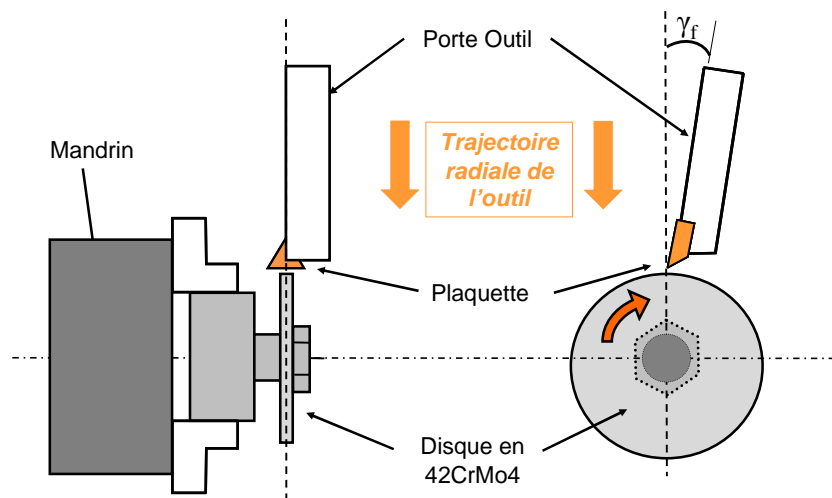 γf
Porte Outil
Mandrin
Trajectoire
radiale de
l'outil
Plaquette
Disque en
42CrMo4